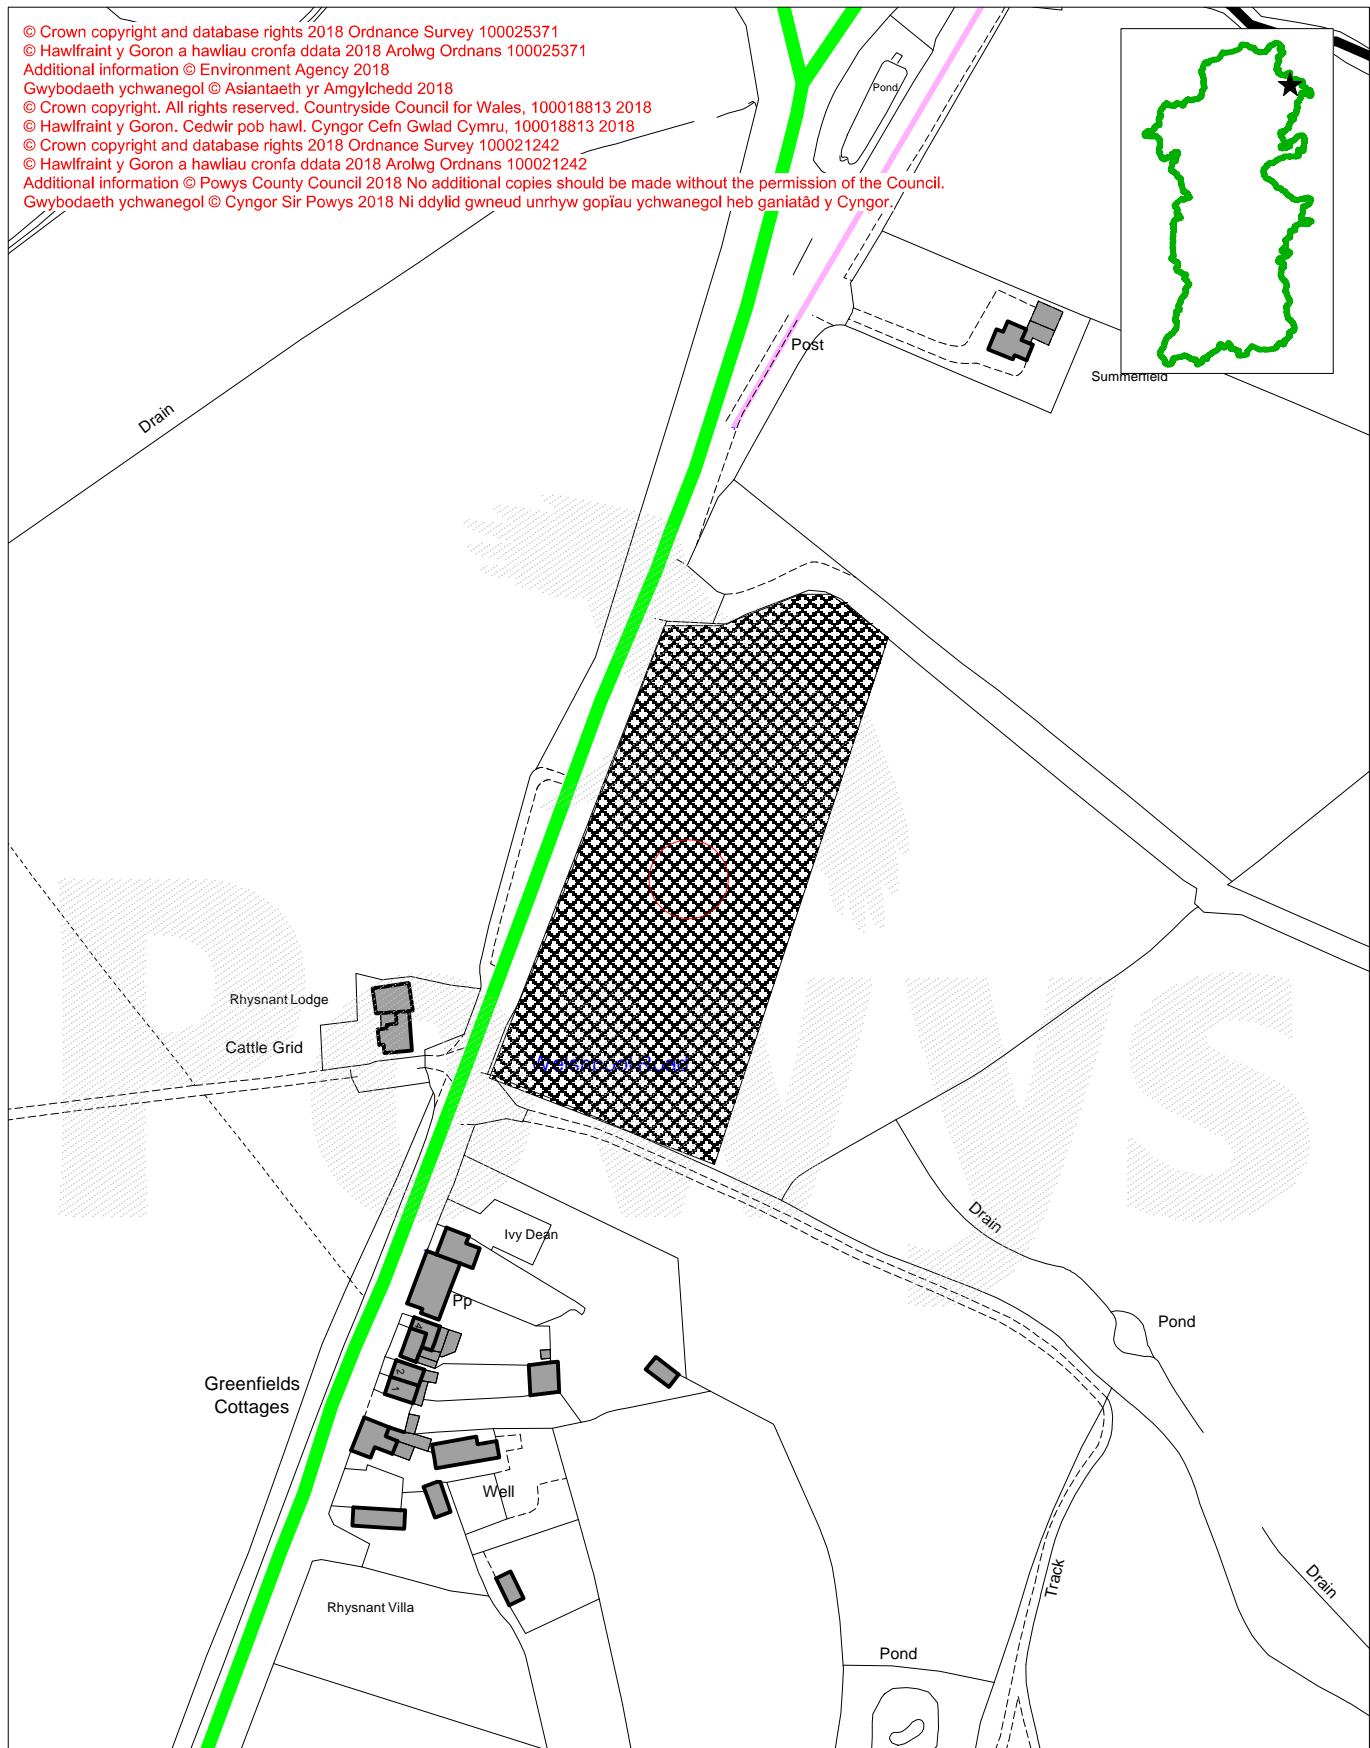 © Crown copyright and database rights 2018 Ordnance Survey 100025371
© Hawlfraint y Goron a hawliau cronfa ddata 2018 Arolwg Ordnans 100025371
Additional information © Environment Agency 2018
Gwybodaeth ychwanegol © Asiantaeth yr Amgylchedd 2018
© Crown copyright. All rights reserved. Countryside Council for Wales, 100018813 2018
© Hawlfraint y Goron. Cedwir pob hawl. Cyngor Cefn Gwlad Cymru, 100018813 2018
© Crown copyright and database rights 2018 Ordnance Survey 100021242
© Hawlfraint y Goron a hawliau cronfa ddata 2018 Arolwg Ordnans 100021242
Additional information © Powys County Council 2018 No additional copies should be made without the permission of the Council.
Gwybodaeth ychwanegol © Cyngor Sir Powys 2018 Ni ddylid gwneud unrhyw gopïau ychwanegol heb ganiatâd y Cyngor.
Pond
Post
Summerfield
Drain
Rhysnant Lodge
Cattle Grid
Welshpool Road
POWYS
Drain
Ivy Dean
Pp
Pond
4
2
1
Greenfields
Cottages
Well
Track
Drain
Rhysnant Villa
Pond